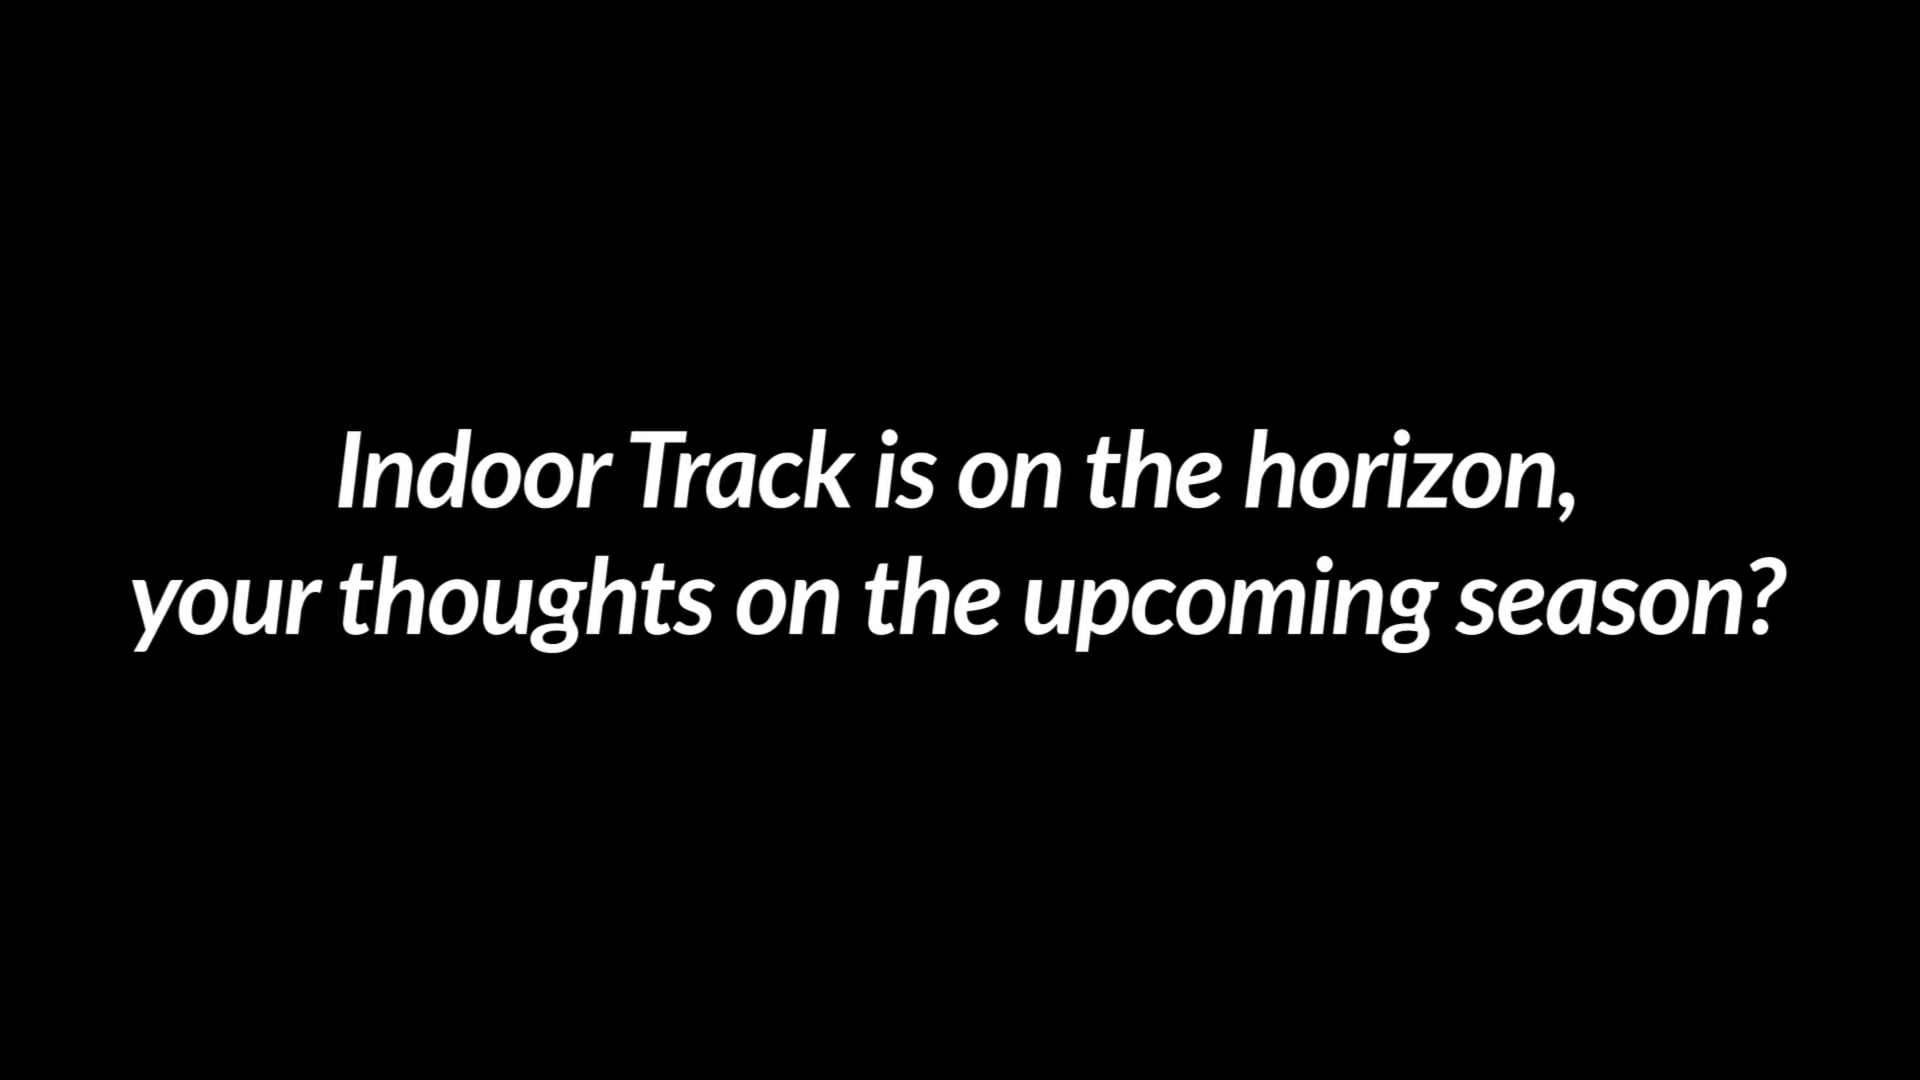 Indoor Track is on the horizon,
your thoughts on the upcoming season?